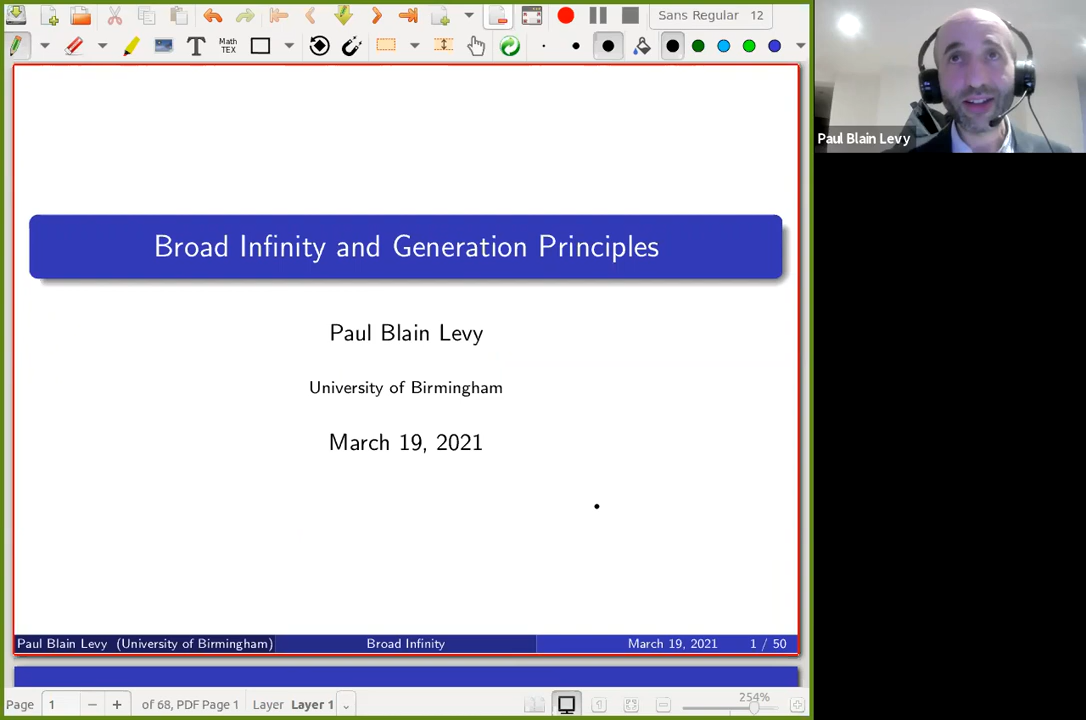 Sans Regular 12
Math
TEX
Paul Blain Levy
Broad Infinity and Generation Principles
Paul Blain Levy
University of Birmingham
March 19, 2021
Paul Blain Levy (University of Birmingham) Broad Infinity March 19, 2021 1 / 50
Page 1 of 68, PDF Page 1 Layer Layer 1 254%